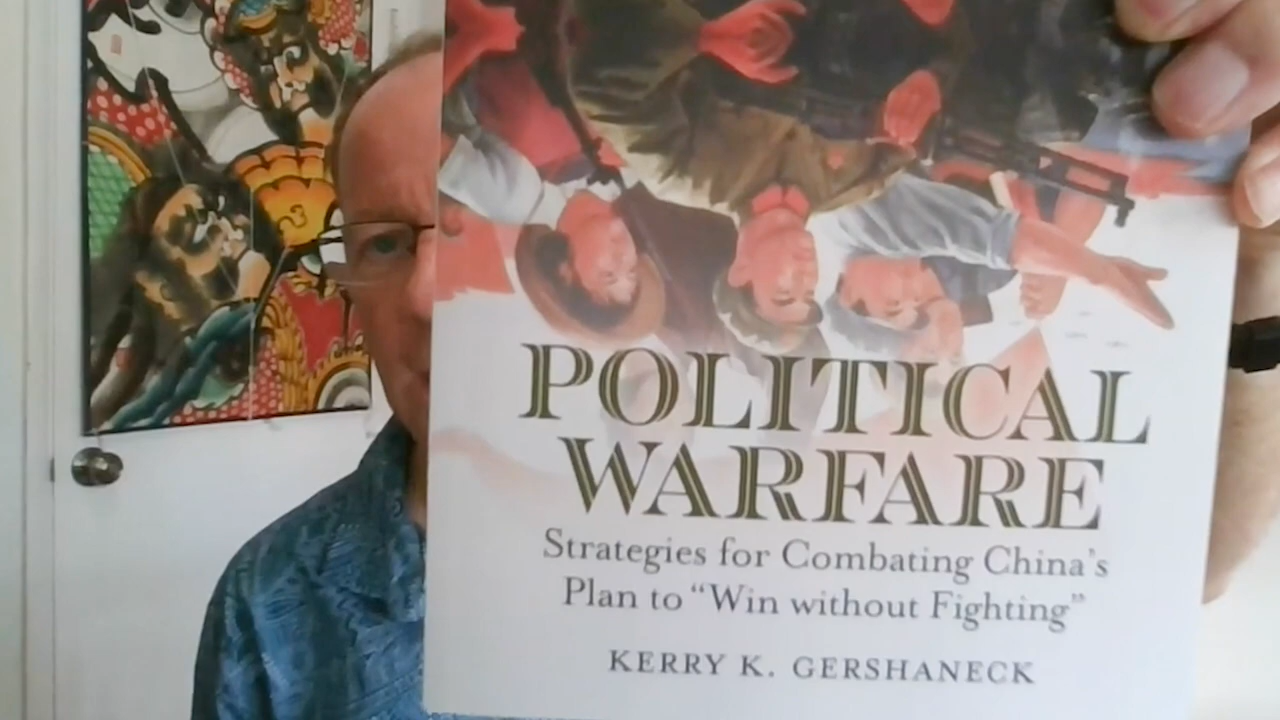 POLITICAL
WARFARE
Strategies for Combating China's
Plan to "Win without Fighting"
KERRY K. GERSHANECK